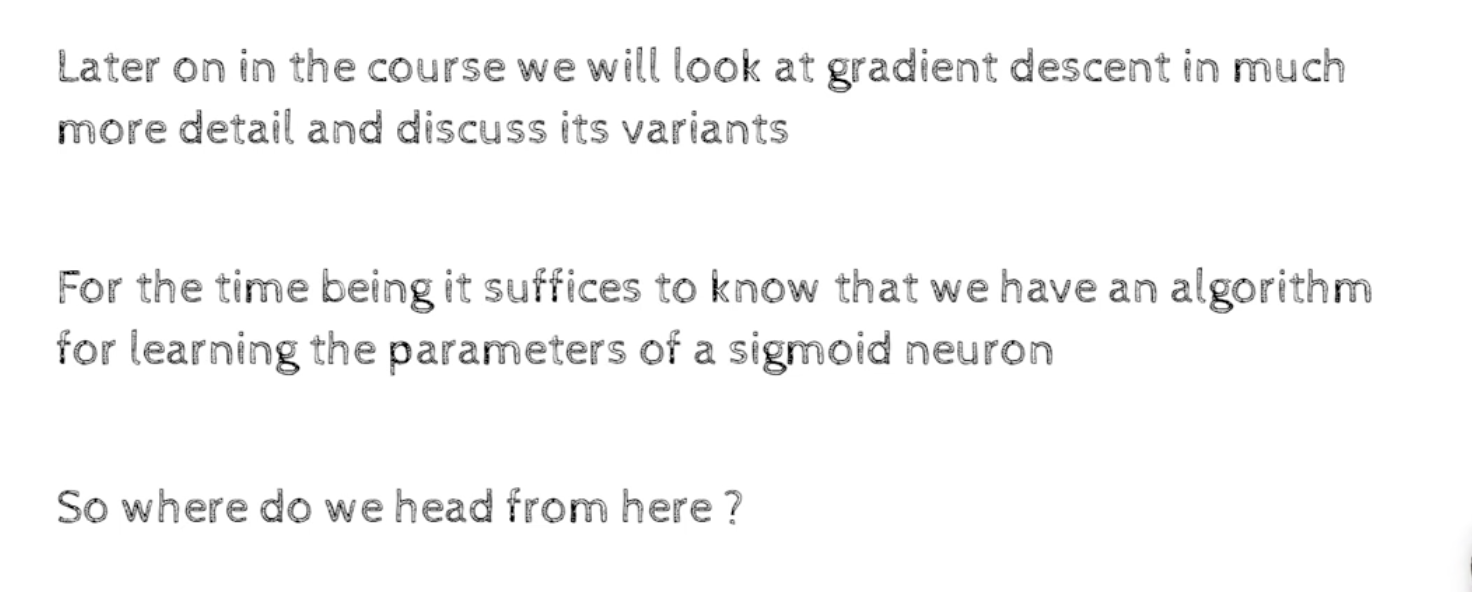 Later on in the course we will look at gradient descent in much
more detail and discuss its variants
For the time being it suffices to know that we have an algorithm
for learning the parameters of a sigmoid neuron
So where do we head from here ?